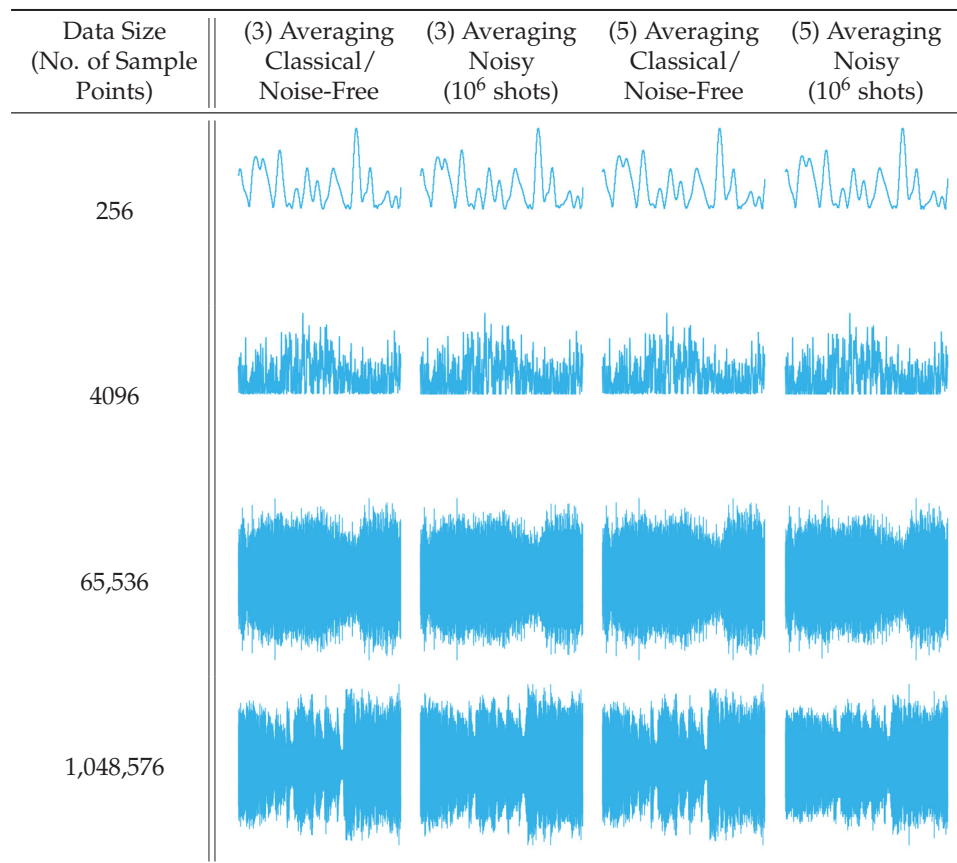 Data Size
(No. of Sample
Points)
(3) Averaging
Classical/
Noise-Free
(3) Averaging
Noisy
(10⁶ shots)
(5) Averaging
Classical/
Noise-Free
(5) Averaging
Noisy
(10⁶ shots)
256
4096
65,536
1,048,576